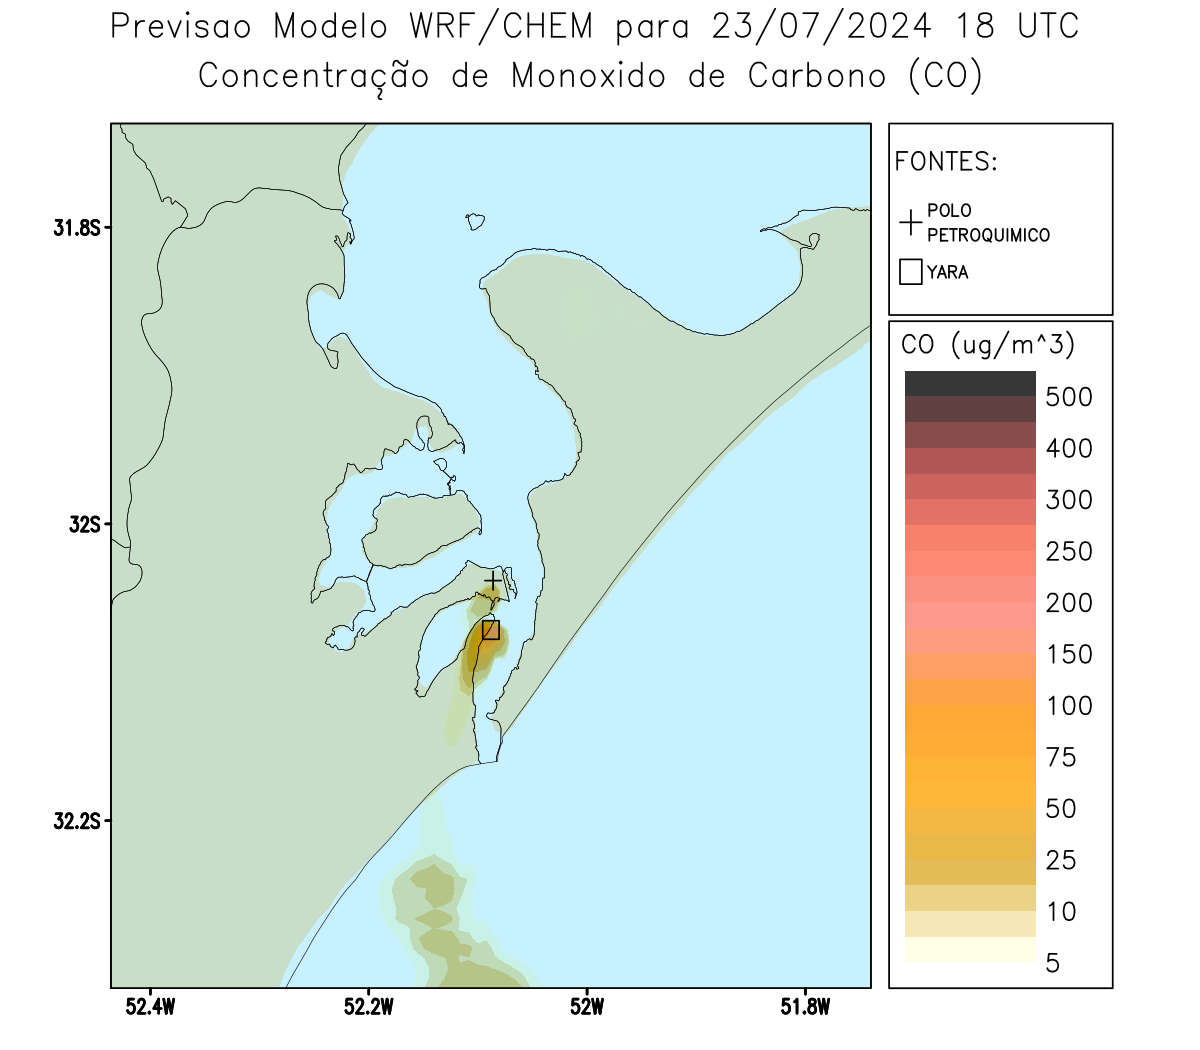 Previsao Modelo WRF/CHEM para 23/07/2024 18 UTC
Concentração de Monoxido de Carbono (CO)
FONTES:
POLO
PETROQUIMICO
YARA
CO (ug/m^3)
500
400
300
250
200
150
100
75
50
25
10
5
31.8S
32S
32.2S
52.4W
52.2W
52W
51.8W